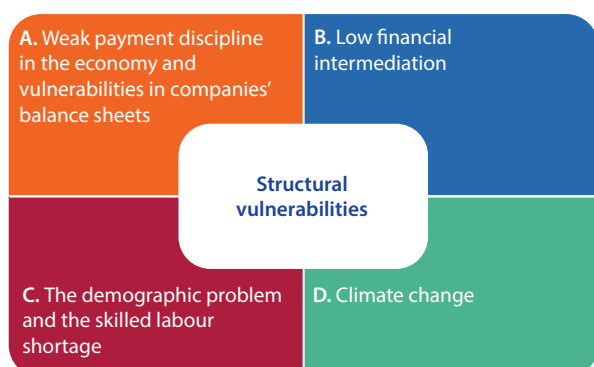 A. Weak payment discipline
in the economy and
vulnerabilities in companies’
balance sheets
B. Low financial
intermediation
Structural
vulnerabilities
C. The demographic problem
and the skilled labour
shortage
D. Climate change